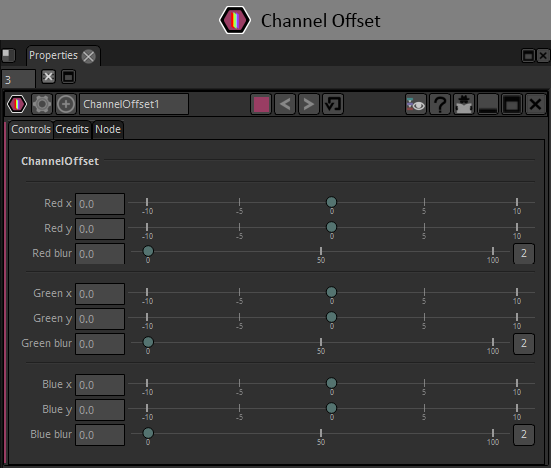 Channel Offset
Properties
3
ChannelOffset1
?
Controls Credits Node
ChannelOffset
Red x 0.0
-10 -5 0 5 10
Red y 0.0
-10 -5 0 5 10
Red blur 0.0 2
0 50 100
Green x 0.0
-10 -5 0 5 10
Green y 0.0
-10 -5 0 5 10
Green blur 0.0 2
0 50 100
Blue x 0.0
-10 -5 0 5 10
Blue y 0.0
-10 -5 0 5 10
Blue blur 0.0 2
0 50 100